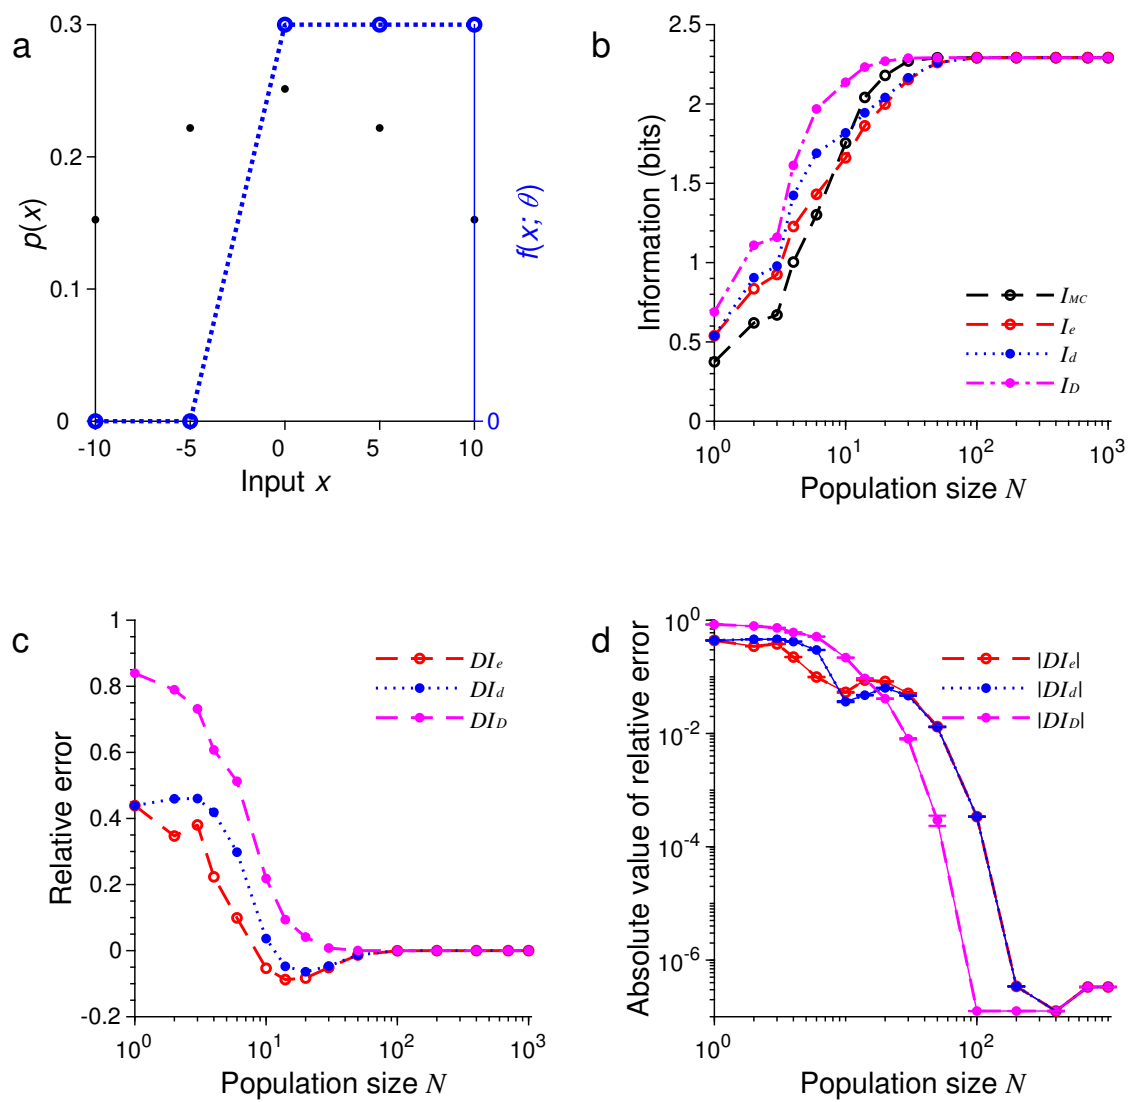 a
0.3
0.2
0.1
0
p(x)
-10
-5
0
5
10
Input x
0
f(x; θ)
b
2.5
2
1.5
1
0.5
0
Information (bits)
10^0
10^1
10^2
10^3
Population size N
I_MC
I_e
I_d
I_D
c
1
0.8
0.6
0.4
0.2
0
-0.2
Relative error
10^0
10^1
10^2
10^3
Population size N
DI_e
DI_d
DI_D
d
10^0
10^-2
10^-4
10^-6
Absolute value of relative error
10^0
10^2
Population size N
|DI_e|
|DI_d|
|DI_D|